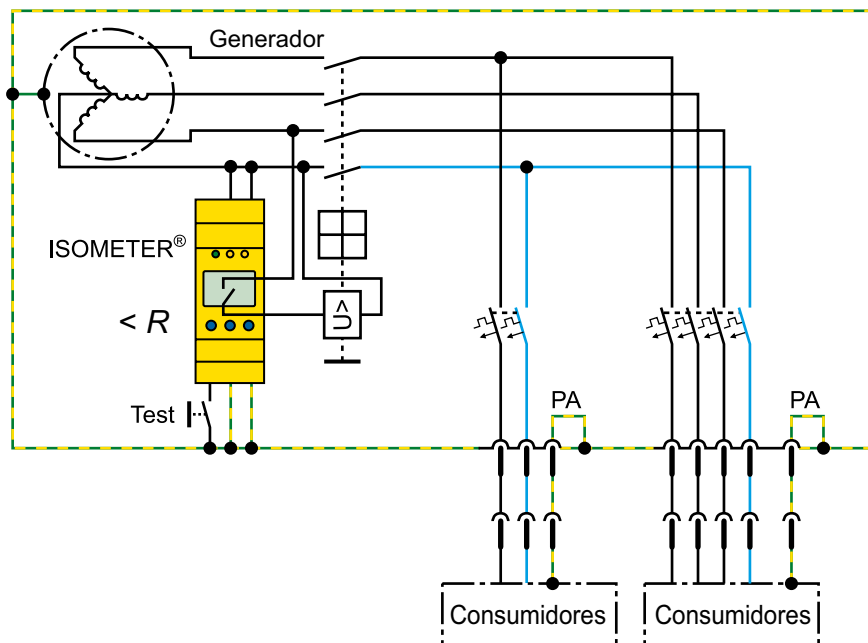 Generador
ISOMETER®
< R
U<
Test
PA
PA
Consumidores
Consumidores